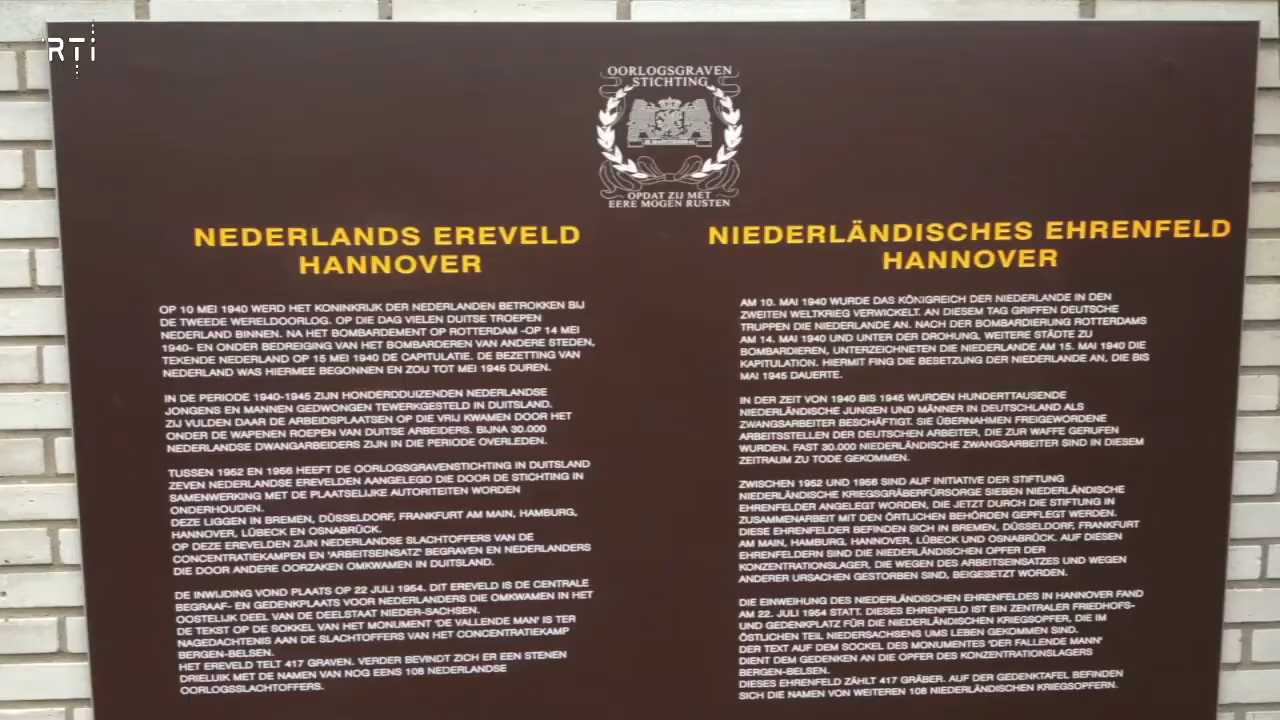 RTi
OORLOGSGRAVEN
STICHTING
OPDAT ZIJ MET
EERE MOGEN RUSTEN
NEDERLANDS EREVELD
HANNOVER
OP 10 MEI 1940 WERD HET KONINKRIJK DER NEDERLANDEN BETROKKEN BIJ
DE TWEEDE WERELDOORLOG. OP DIE DAG VIELEN DUITSE TROEPEN
NEDERLAND BINNEN. NA HET BOMBARDEMENT OP ROTTERDAM -OP 14 MEI
1940- EN ONDER BEDREIGING VAN HET BOMBARDEREN VAN ANDERE STEDEN,
TEKENDE NEDERLAND OP 15 MEI 1940 DE CAPITULATIE. DE BEZETTING VAN
NEDERLAND WAS HIERMEE BEGONNEN EN ZOU TOT MEI 1945 DUREN.
IN DE PERIODE 1940-1945 ZIJN HONDERDDUIZENDEN NEDERLANDSE
JONGENS EN MANNEN GEDWONGEN TEWERKGESTELD IN DUITSLAND.
ZIJ VULDEN DAAR DE ARBEIDSPLAATSEN OP DIE VRIJ KWAMEN DOOR HET
ONDER DE WAPENEN ROEPEN VAN DUITSE ARBEIDERS. BIJNA 30.000
NEDERLANDSE DWANGARBEIDERS ZIJN IN DIE PERIODE OVERLEDEN.
TUSSEN 1952 EN 1956 HEEFT DE OORLOGSGRAVENSTICHTING IN DUITSLAND
ZEVEN NEDERLANDSE EREVELDEN AANGELEGD DIE DOOR DE STICHTING IN
SAMENWERKING MET DE PLAATSELIJKE AUTORITEITEN WORDEN
ONDERHOUDEN.
DEZE LIGGEN IN BREMEN, DÜSSELDORF, FRANKFURT AM MAIN, HAMBURG,
HANNOVER, LÜBECK EN OSNABRÜCK.
OP DEZE EREVELDEN ZIJN NEDERLANDSE SLACHTOFFERS VAN DE
CONCENTRATIEKAMPEN EN 'ARBEITSEINSATZ' BEGRAVEN EN NEDERLANDERS
DIE DOOR ANDERE OORZAKEN OMKWAMEN IN DUITSLAND.
DE INWIJDING VOND PLAATS OP 22 JULI 1954. DIT EREVELD IS DE CENTRALE
BEGRAAF- EN GEDENKPLAATS VOOR NEDERLANDERS DIE OMKWAMEN IN HET
OOSTELIJK DEEL VAN DE DEELSTAAT NIEDER-SACHSEN.
DE TEKST OP DE SOKKEL VAN HET MONUMENT 'DE VALLENDE MAN' IS TER
NAGEDACHTENIS AAN DE SLACHTOFFERS VAN HET CONCENTRATIEKAMP
BERGEN-BELSEN.
HET EREVELD TELT 417 GRAVEN. VERDER BEVINDT ZICH ER EEN STENEN
DRIELUIK MET DE NAMEN VAN NOG EENS 108 NEDERLANDSE
OORLOGSSLACHTOFFERS.
NIEDERLÄNDISCHES EHRENFELD
HANNOVER
AM 10. MAI 1940 WURDE DAS KÖNIGREICH DER NIEDERLANDE IN DEN
ZWEITEN WELTKRIEG VERWICKELT. AN DIESEM TAG GRIFFEN DEUTSCHE
TRUPPEN DIE NIEDERLANDE AN. NACH DER BOMBARDIERUNG ROTTERDAMS
AM 14. MAI 1940 UND UNTER DER DROHUNG, WEITERE STÄDTE ZU
BOMBARDIEREN, UNTERZEICHNETEN DIE NIEDERLANDE AM 15. MAI 1940 DIE
KAPITULATION. HIERMIT FING DIE BESETZUNG DER NIEDERLANDE AN, DIE BIS
MAI 1945 DAUERTE.
IN DER ZEIT VON 1940 BIS 1945 WURDEN HUNDERTTAUSENDE
NIEDERLÄNDISCHE JUNGEN UND MÄNNER IN DEUTSCHLAND ALS
ZWANGSARBEITER BESCHÄFTIGT. SIE ÜBERNAHMEN FREIGEWORDENE
ARBEITSSTELLEN DER DEUTSCHEN ARBEITER, DIE ZUR WAFFE GERUFEN
WURDEN. FAST 30.000 NIEDERLÄNDISCHE ZWANGSARBEITER SIND IN DIESEM
ZEITRAUM ZU TODE GEKOMMEN.
ZWISCHEN 1952 UND 1956 SIND AUF INITIATIVE DER STIFTUNG
NIEDERLÄNDISCHE KRIEGSGRÄBERFÜRSORGE SIEBEN NIEDERLÄNDISCHE
EHRENFELDER ANGELEGT WORDEN, DIE JETZT DURCH DIE STIFTUNG IN
ZUSAMMENARBEIT MIT DEN ÖRTLICHEN BEHÖRDEN GEPFLEGT WERDEN.
DIESE EHRENFELDER BEFINDEN SICH IN BREMEN, DÜSSELDORF, FRANKFURT
AM MAIN, HAMBURG, HANNOVER, LÜBECK UND OSNABRÜCK. AUF DIESEN
EHRENFELDERN SIND DIE NIEDERLÄNDISCHEN OPFER DER
KONZENTRATIONSLAGER, DIE WEGEN DES ARBEITSEINSATZES UND WEGEN
ANDERER URSACHEN GESTORBEN SIND, BEIGESETZT WORDEN.
DIE EINWEIHUNG DES NIEDERLÄNDISCHEN EHRENFELDES IN HANNOVER FAND
AM 22. JULI 1954 STATT. DIESES EHRENFELD IST EIN ZENTRALER FRIEDHOFS-
UND GEDENKPLATZ FÜR DIE NIEDERLÄNDISCHEN KRIEGSOPFER, DIE IM
ÖSTLICHEN TEIL NIEDERSACHSENS UMS LEBEN GEKOMMEN SIND.
DER TEXT AUF DEM SOCKEL DES MONUMENTES 'DER FALLENDE MANN'
DIENT DEM GEDENKEN AN DIE OPFER DES KONZENTRATIONSLAGERS
BERGEN-BELSEN.
DIESES EHRENFELD ZÄHLT 417 GRÄBER. AUF DER GEDENKTAFEL BEFINDEN
SICH DIE NAMEN VON WEITEREN 108 NIEDERLÄNDISCHEN KRIEGSOPFERN.